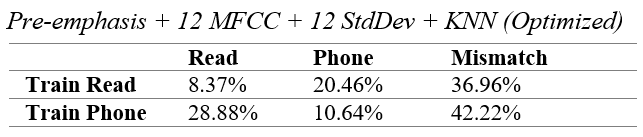 Pre-emphasis + 12 MFCC + 12 StdDev + KNN (Optimized)
Read Phone Mismatch
Train Read 8.37% 20.46% 36.96%
Train Phone 28.88% 10.64% 42.22%